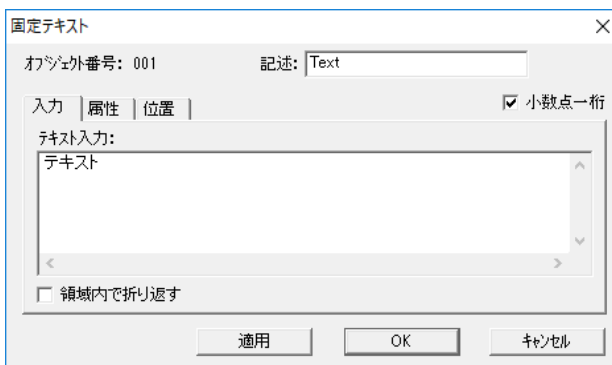 固定テキスト
ｵﾌﾞｼﾞｪｸﾄ番号: 001 記述: Text
入力 属性 位置 小数点一桁
ﾃｷｽﾄ入力:
テキスト
領域内で折り返す
適用 OK ｷｬﾝｾﾙ